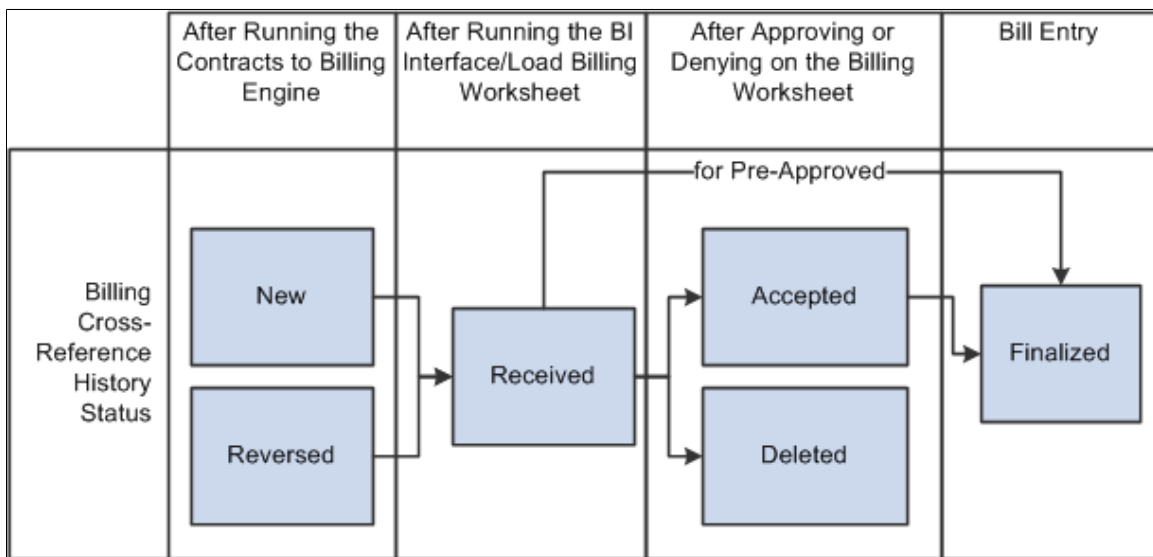 After Running the
Contracts to Billing
Engine
After Running the BI
Interface/Load Billing
Worksheet
After Approving or
Denying on the Billing
Worksheet
Bill Entry
for Pre-Approved
Billing
Cross-
Reference
History
Status
New
Reversed
Received
Accepted
Deleted
Finalized